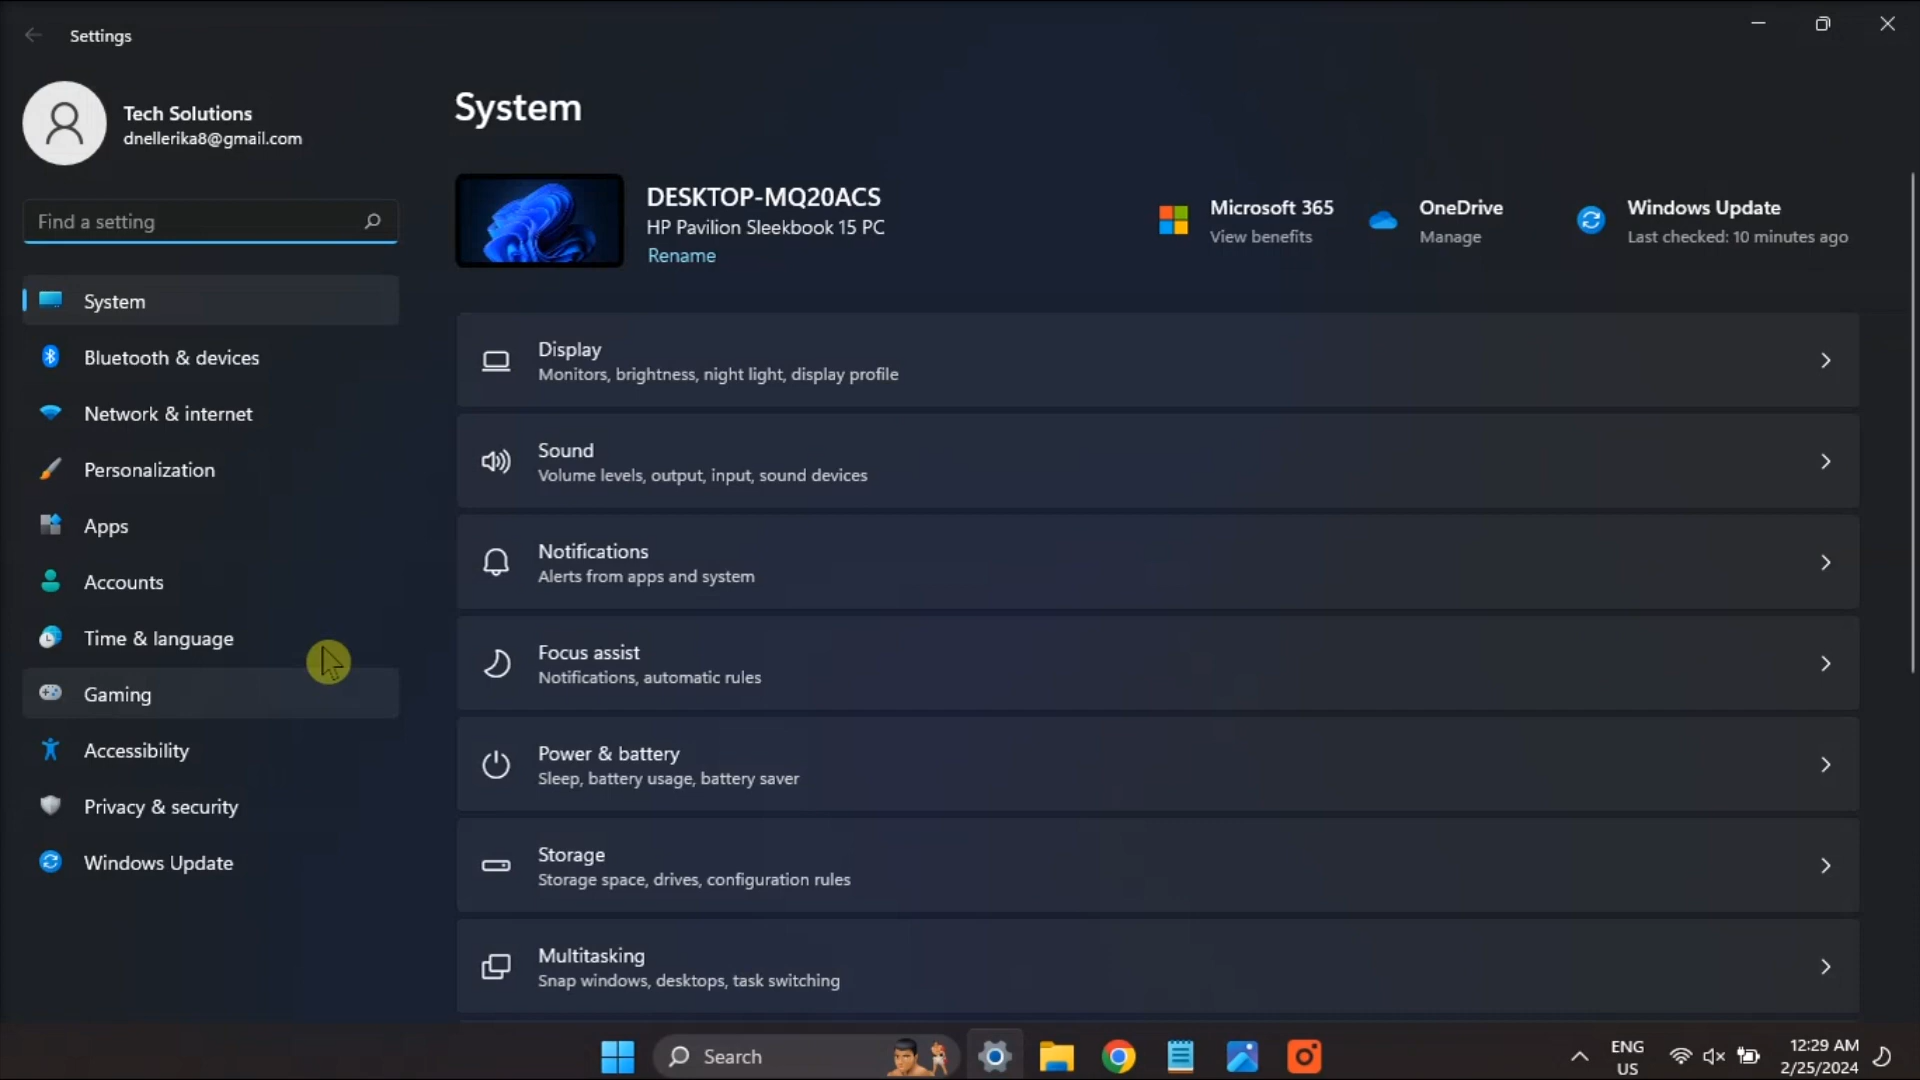 Settings
Tech Solutions
dnellerika8@gmail.com
Find a setting
System
Bluetooth & devices
Network & internet
Personalization
Apps
Accounts
Time & language
Gaming
Accessibility
Privacy & security
Windows Update
System
DESKTOP-MQ20ACS
HP Pavilion Sleekbook 15 PC
Rename
Microsoft 365
View benefits
OneDrive
Manage
Windows Update
Last checked: 10 minutes ago
Display
Monitors, brightness, night light, display profile
Sound
Volume levels, output, input, sound devices
Notifications
Alerts from apps and system
Focus assist
Notifications, automatic rules
Power & battery
Sleep, battery usage, battery saver
Storage
Storage space, drives, configuration rules
Multitasking
Snap windows, desktops, task switching
Search
ENG
US
12:29 AM
2/25/2024